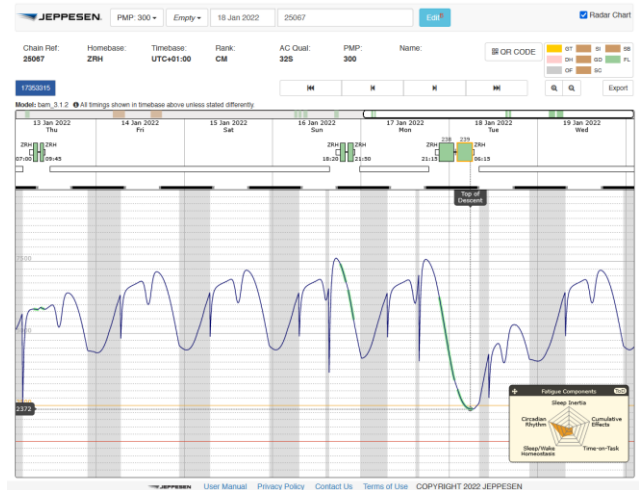 JEPPESEN. PMP: 300 Empty 18 Jan 2022 25067 Edit Radar Chart
Chain Ref: Homebase: Timebase: Rank: AC Qual: PMP: Name:
25067 ZRH UTC+01:00 CM 32S 300
QR CODE
GT SI SB
DH GD FL
OF SC
17353315 Export
Model: bam_3.1.2 All timings shown in timebase above unless stated differently.
13 Jan 2022 14 Jan 2022 15 Jan 2022 16 Jan 2022 17 Jan 2022 18 Jan 2022 19 Jan 2022
Thu Fri Sat Sun Mon Tue Wed
238 239
ZRH ZRH ZRH ZRH ZRH ZRH
07:00 09:45 18:20 21:50 21:15 06:15
Top of
Descent
2372
Fatigue Components ToD
Sleep Inertia
Circadian
Rhythm
Cumulative
Effects
Sleep/Wake
Homeostasis
Time-on-Task
JEPPESEN User Manual Privacy Policy Contact Us Terms of Use COPYRIGHT 2022 JEPPESEN